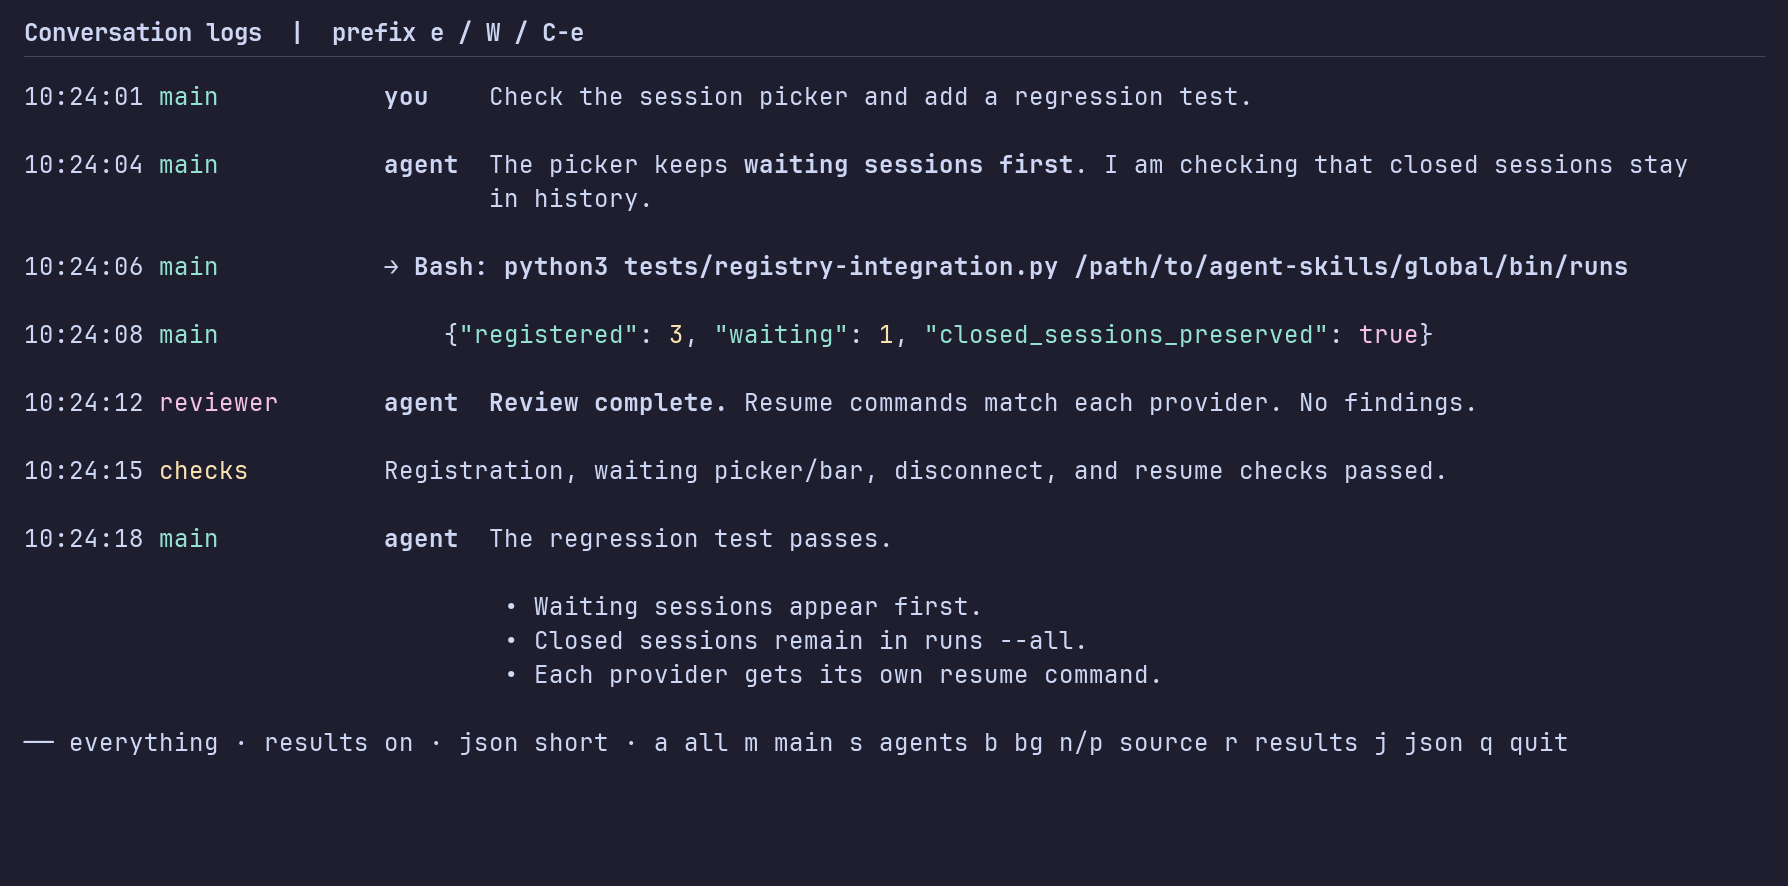 Conversation logs | prefix e / W / C-e
10:24:01 main you Check the session picker and add a regression test.
10:24:04 main agent The picker keeps waiting sessions first. I am checking that closed sessions stay
in history.
10:24:06 main → Bash: python3 tests/registry-integration.py /path/to/agent-skills/global/bin/runs
10:24:08 main {"registered": 3, "waiting": 1, "closed_sessions_preserved": true}
10:24:12 reviewer agent Review complete. Resume commands match each provider. No findings.
10:24:15 checks Registration, waiting picker/bar, disconnect, and resume checks passed.
10:24:18 main agent The regression test passes.
• Waiting sessions appear first.
• Closed sessions remain in runs --all.
• Each provider gets its own resume command.
── everything · results on · json short · a all m main s agents b bg n/p source r results j json q quit